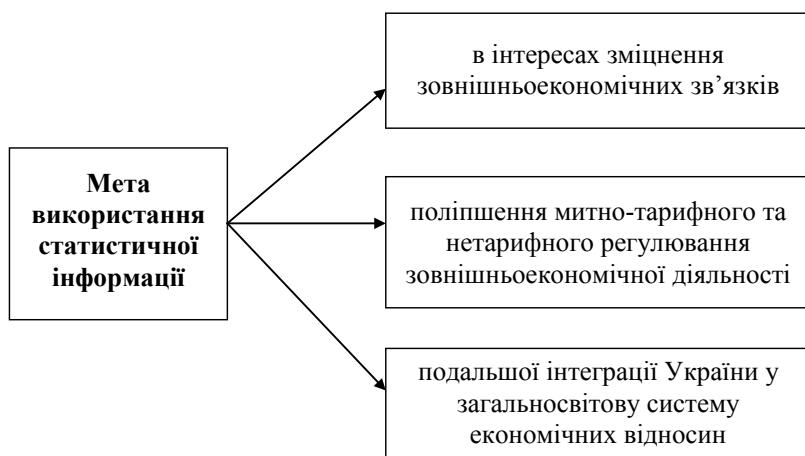 Мета
використання
статистичної
інформації
в інтересах зміцнення
зовнішньоекономічних зв’язків
поліпшення митно-тарифного та
нетарифного регулювання
зовнішньоекономічної діяльності
подальшої інтеграції України у
загальносвітову систему
економічних відносин